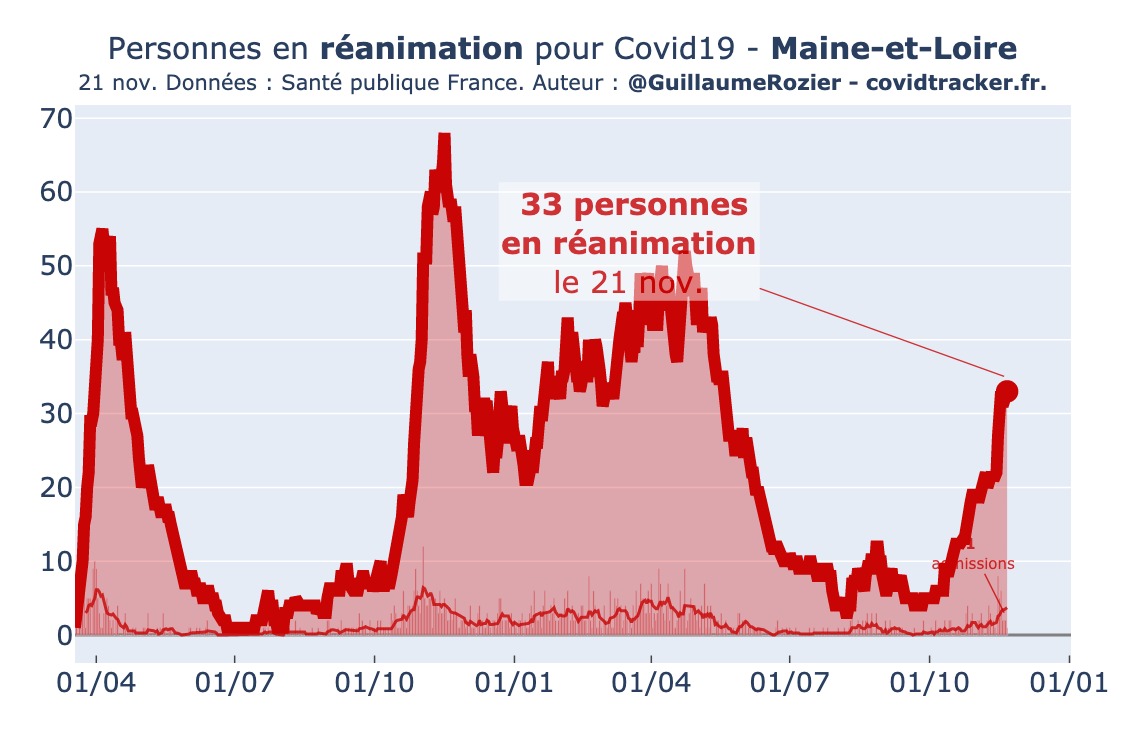 Personnes en réanimation pour Covid19 - Maine-et-Loire
21 nov. Données : Santé publique France. Auteur : @GuillaumeRozier - covidtracker.fr.
70
60
50
40
30
20
10
0
33 personnes
en réanimation
le 21 nov.
admissions
01/04
01/07
01/10
01/01
01/04
01/07
01/10
01/01